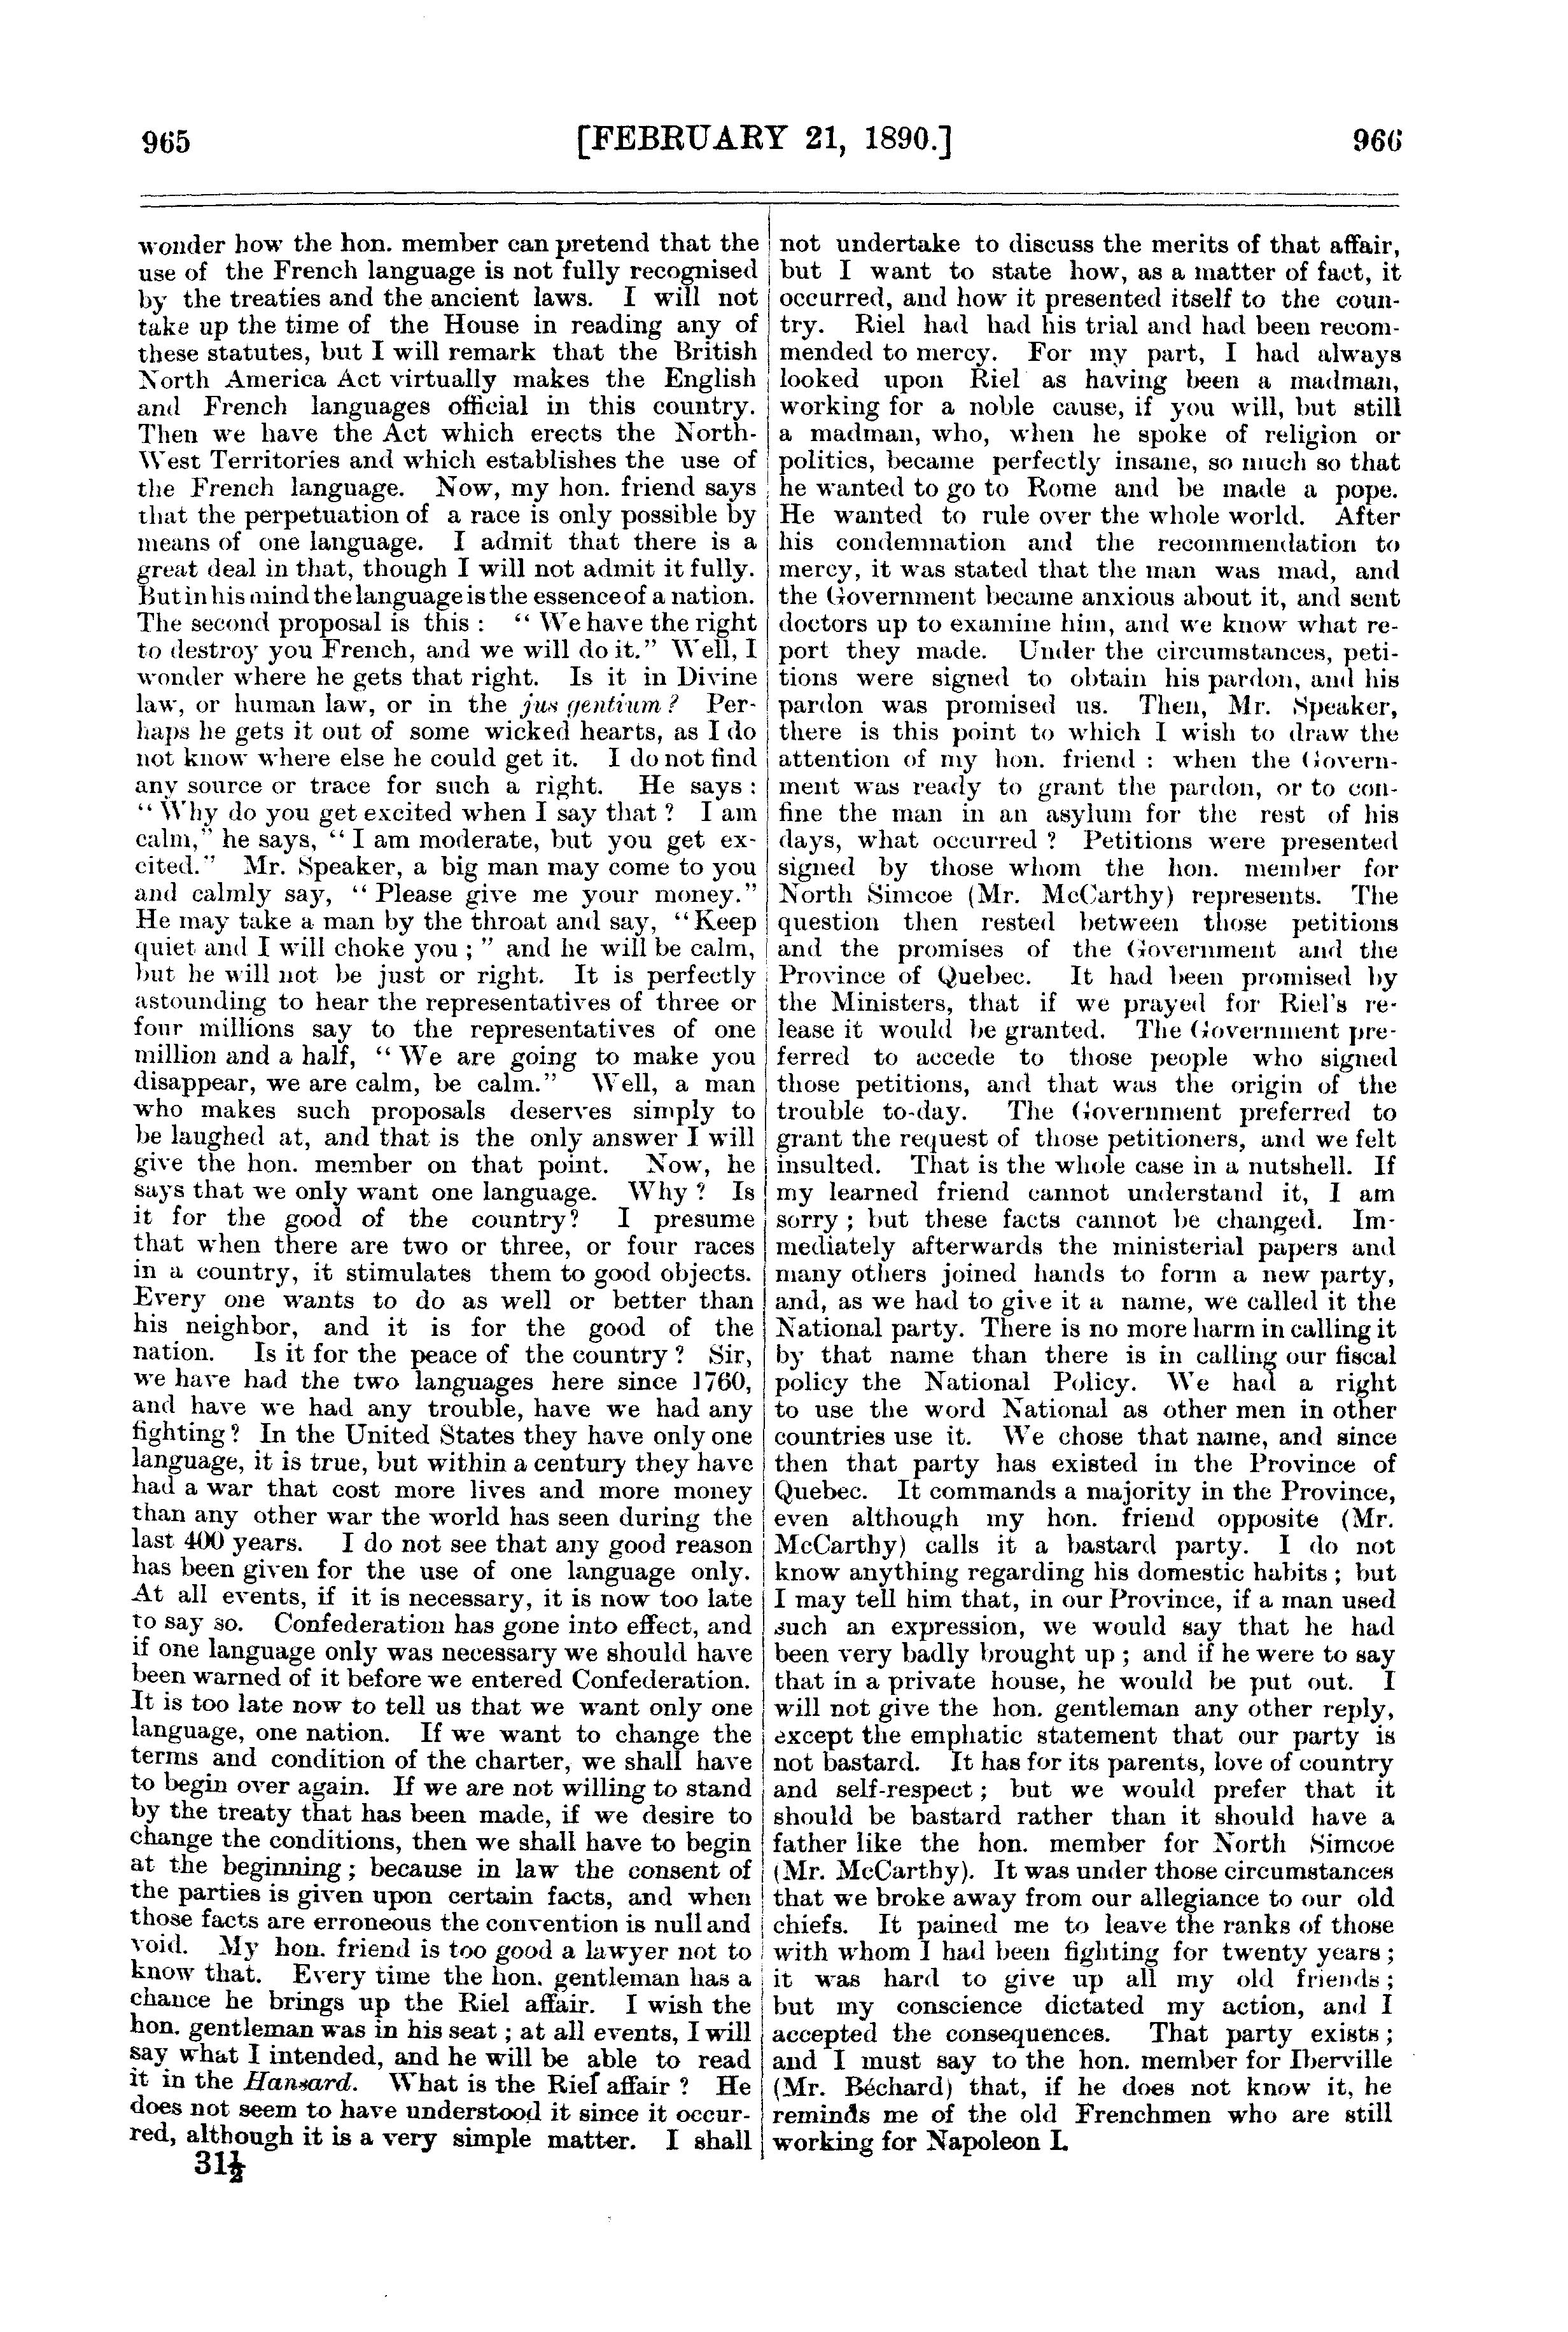 965
[FEBRUARY 21, 1890.]
966
wonder how the hon. member can pretend that the
use of the French language is not fully recognised
by the treaties and the ancient laws. I will not
take up the time of the House in reading any of
these statutes, but I will remark that the British
North America Act virtually makes the English
and French languages official in this country.
Then we have the Act which erects the North-
West Territories and which establishes the use of
the French language. Now, my hon. friend says
that the perpetuation of a race is only possible by
means of one language. I admit that there is a
great deal in that, though I will not admit it fully.
But in his mind the language is the essence of a nation.
The second proposal is this : “ We have the right
to destroy you French, and we will do it.” Well, I
wonder where he gets that right. Is it in Divine
law, or human law, or in the jus gentium? Per-
haps he gets it out of some wicked hearts, as I do
not know where else he could get it. I do not find
any source or trace for such a right. He says :
“ Why do you get excited when I say that ? I am
calm,” he says, “ I am moderate, but you get ex-
cited.” Mr. Speaker, a big man may come to you
and calmly say, “ Please give me your money.”
He may take a man by the throat and say, “ Keep
quiet and I will choke you ; ” and he will be calm,
but he will not be just or right. It is perfectly
astounding to hear the representatives of three or
four millions say to the representatives of one
million and a half, “ We are going to make you
disappear, we are calm, be calm.” Well, a man
who makes such proposals deserves simply to
be laughed at, and that is the only answer I will
give the hon. member on that point. Now, he
says that we only want one language. Why ? Is
it for the good of the country? I presume
that when there are two or three, or four races
in a country, it stimulates them to good objects.
Every one wants to do as well or better than
his neighbor, and it is for the good of the
nation. Is it for the peace of the country ? Sir,
we have had the two languages here since 1760,
and have we had any trouble, have we had any
fighting? In the United States they have only one
language, it is true, but within a century they have
had a war that cost more lives and more money
than any other war the world has seen during the
last 400 years. I do not see that any good reason
has been given for the use of one language only.
At all events, if it is necessary, it is now too late
to say so. Confederation has gone into effect, and
if one language only was necessary we should have
been warned of it before we entered Confederation.
It is too late now to tell us that we want only one
language, one nation. If we want to change the
terms and condition of the charter, we shall have
to begin over again. If we are not willing to stand
by the treaty that has been made, if we desire to
change the conditions, then we shall have to begin
at the beginning ; because in law the consent of
the parties is given upon certain facts, and when
those facts are erroneous the convention is null and
void. My hon. friend is too good a lawyer not to
know that. Every time the hon. gentleman has a
chance he brings up the Riel affair. I wish the
hon. gentleman was in his seat ; at all events, I will
say what I intended, and he will be able to read
it in the Hansard. What is the Riel affair ? He
does not seem to have understood it since it occur-
red, although it is a very simple matter. I shall
31½
not undertake to discuss the merits of that affair,
but I want to state how, as a matter of fact, it
occurred, and how it presented itself to the coun-
try. Riel had had his trial and had been recom-
mended to mercy. For my part, I had always
looked upon Riel as having been a madman,
working for a noble cause, if you will, but still
a madman, who, when he spoke of religion or
politics, became perfectly insane, so much so that
he wanted to go to Rome and be made a pope.
He wanted to rule over the whole world. After
his condemnation and the recommendation to
mercy, it was stated that the man was mad, and
the Government became anxious about it, and sent
doctors up to examine him, and we know what re-
port they made. Under the circumstances, peti-
tions were signed to obtain his pardon, and his
pardon was promised us. Then, Mr. Speaker,
there is this point to which I wish to draw the
attention of my hon. friend : when the Govern-
ment was ready to grant the pardon, or to con-
fine the man in an asylum for the rest of his
days, what occurred ? Petitions were presented
signed by those whom the hon. member for
North Simcoe (Mr. McCarthy) represents. The
question then rested between those petitions
and the promises of the Government and the
Province of Quebec. It had been promised by
the Ministers, that if we prayed for Riel's re-
lease it would be granted. The Government pre-
ferred to accede to those people who signed
those petitions, and that was the origin of the
trouble to-day. The Government preferred to
grant the request of those petitioners, and we felt
insulted. That is the whole case in a nutshell. If
my learned friend cannot understand it, I am
sorry ; but these facts cannot be changed. Im-
mediately afterwards the ministerial papers and
many others joined hands to form a new party,
and, as we had to give it a name, we called it the
National party. There is no more harm in calling it
by that name than there is in calling our fiscal
policy the National Policy. We had a right
to use the word National as other men in other
countries use it. We chose that name, and since
then that party has existed in the Province of
Quebec. It commands a majority in the Province,
even although my hon. friend opposite (Mr.
McCarthy) calls it a bastard party. I do not
know anything regarding his domestic habits ; but
I may tell him that, in our Province, if a man used
such an expression, we would say that he had
been very badly brought up ; and if he were to say
that in a private house, he would be put out. I
will not give the hon. gentleman any other reply,
except the emphatic statement that our party is
not bastard. It has for its parents, love of country
and self-respect ; but we would prefer that it
should be bastard rather than it should have a
father like the hon. member for North Simcoe
(Mr. McCarthy). It was under those circumstances
that we broke away from our allegiance to our old
chiefs. It pained me to leave the ranks of those
with whom I had been fighting for twenty years ;
it was hard to give up all my old friends ;
but my conscience dictated my action, and I
accepted the consequences. That party exists ;
and I must say to the hon. member for Iberville
(Mr. Béchard) that, if he does not know it, he
reminds me of the old Frenchmen who are still
working for Napoleon I.